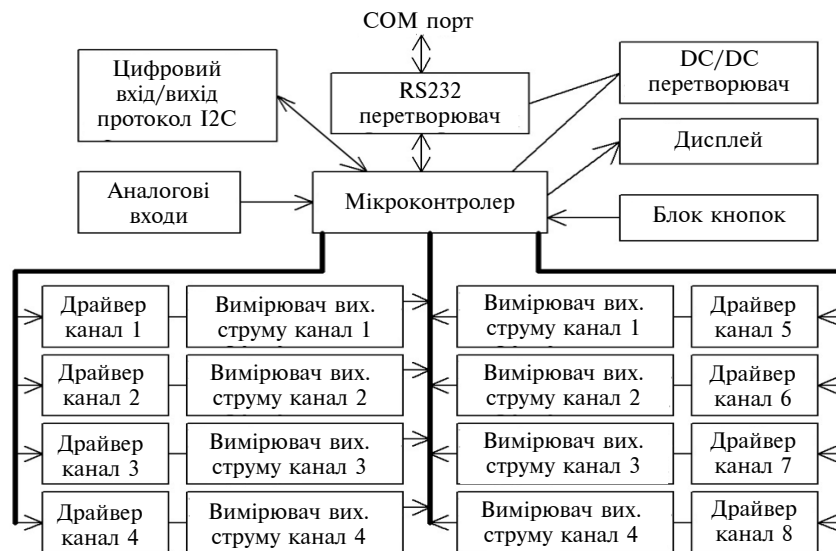 COM порт
Цифровий
вхід/вихід
протокол I2C
RS232
перетворювач
DC/DC
перетворювач
Дисплей
Аналогові
входи
Мікроконтролер
Блок кнопок
Драйвер
канал 1
Вимірювач вих.
струму канал 1
Вимірювач вих.
струму канал 1
Драйвер
канал 5
Драйвер
канал 2
Вимірювач вих.
струму канал 2
Вимірювач вих.
струму канал 2
Драйвер
канал 6
Драйвер
канал 3
Вимірювач вих.
струму канал 3
Вимірювач вих.
струму канал 3
Драйвер
канал 7
Драйвер
канал 4
Вимірювач вих.
струму канал 4
Вимірювач вих.
струму канал 4
Драйвер
канал 8